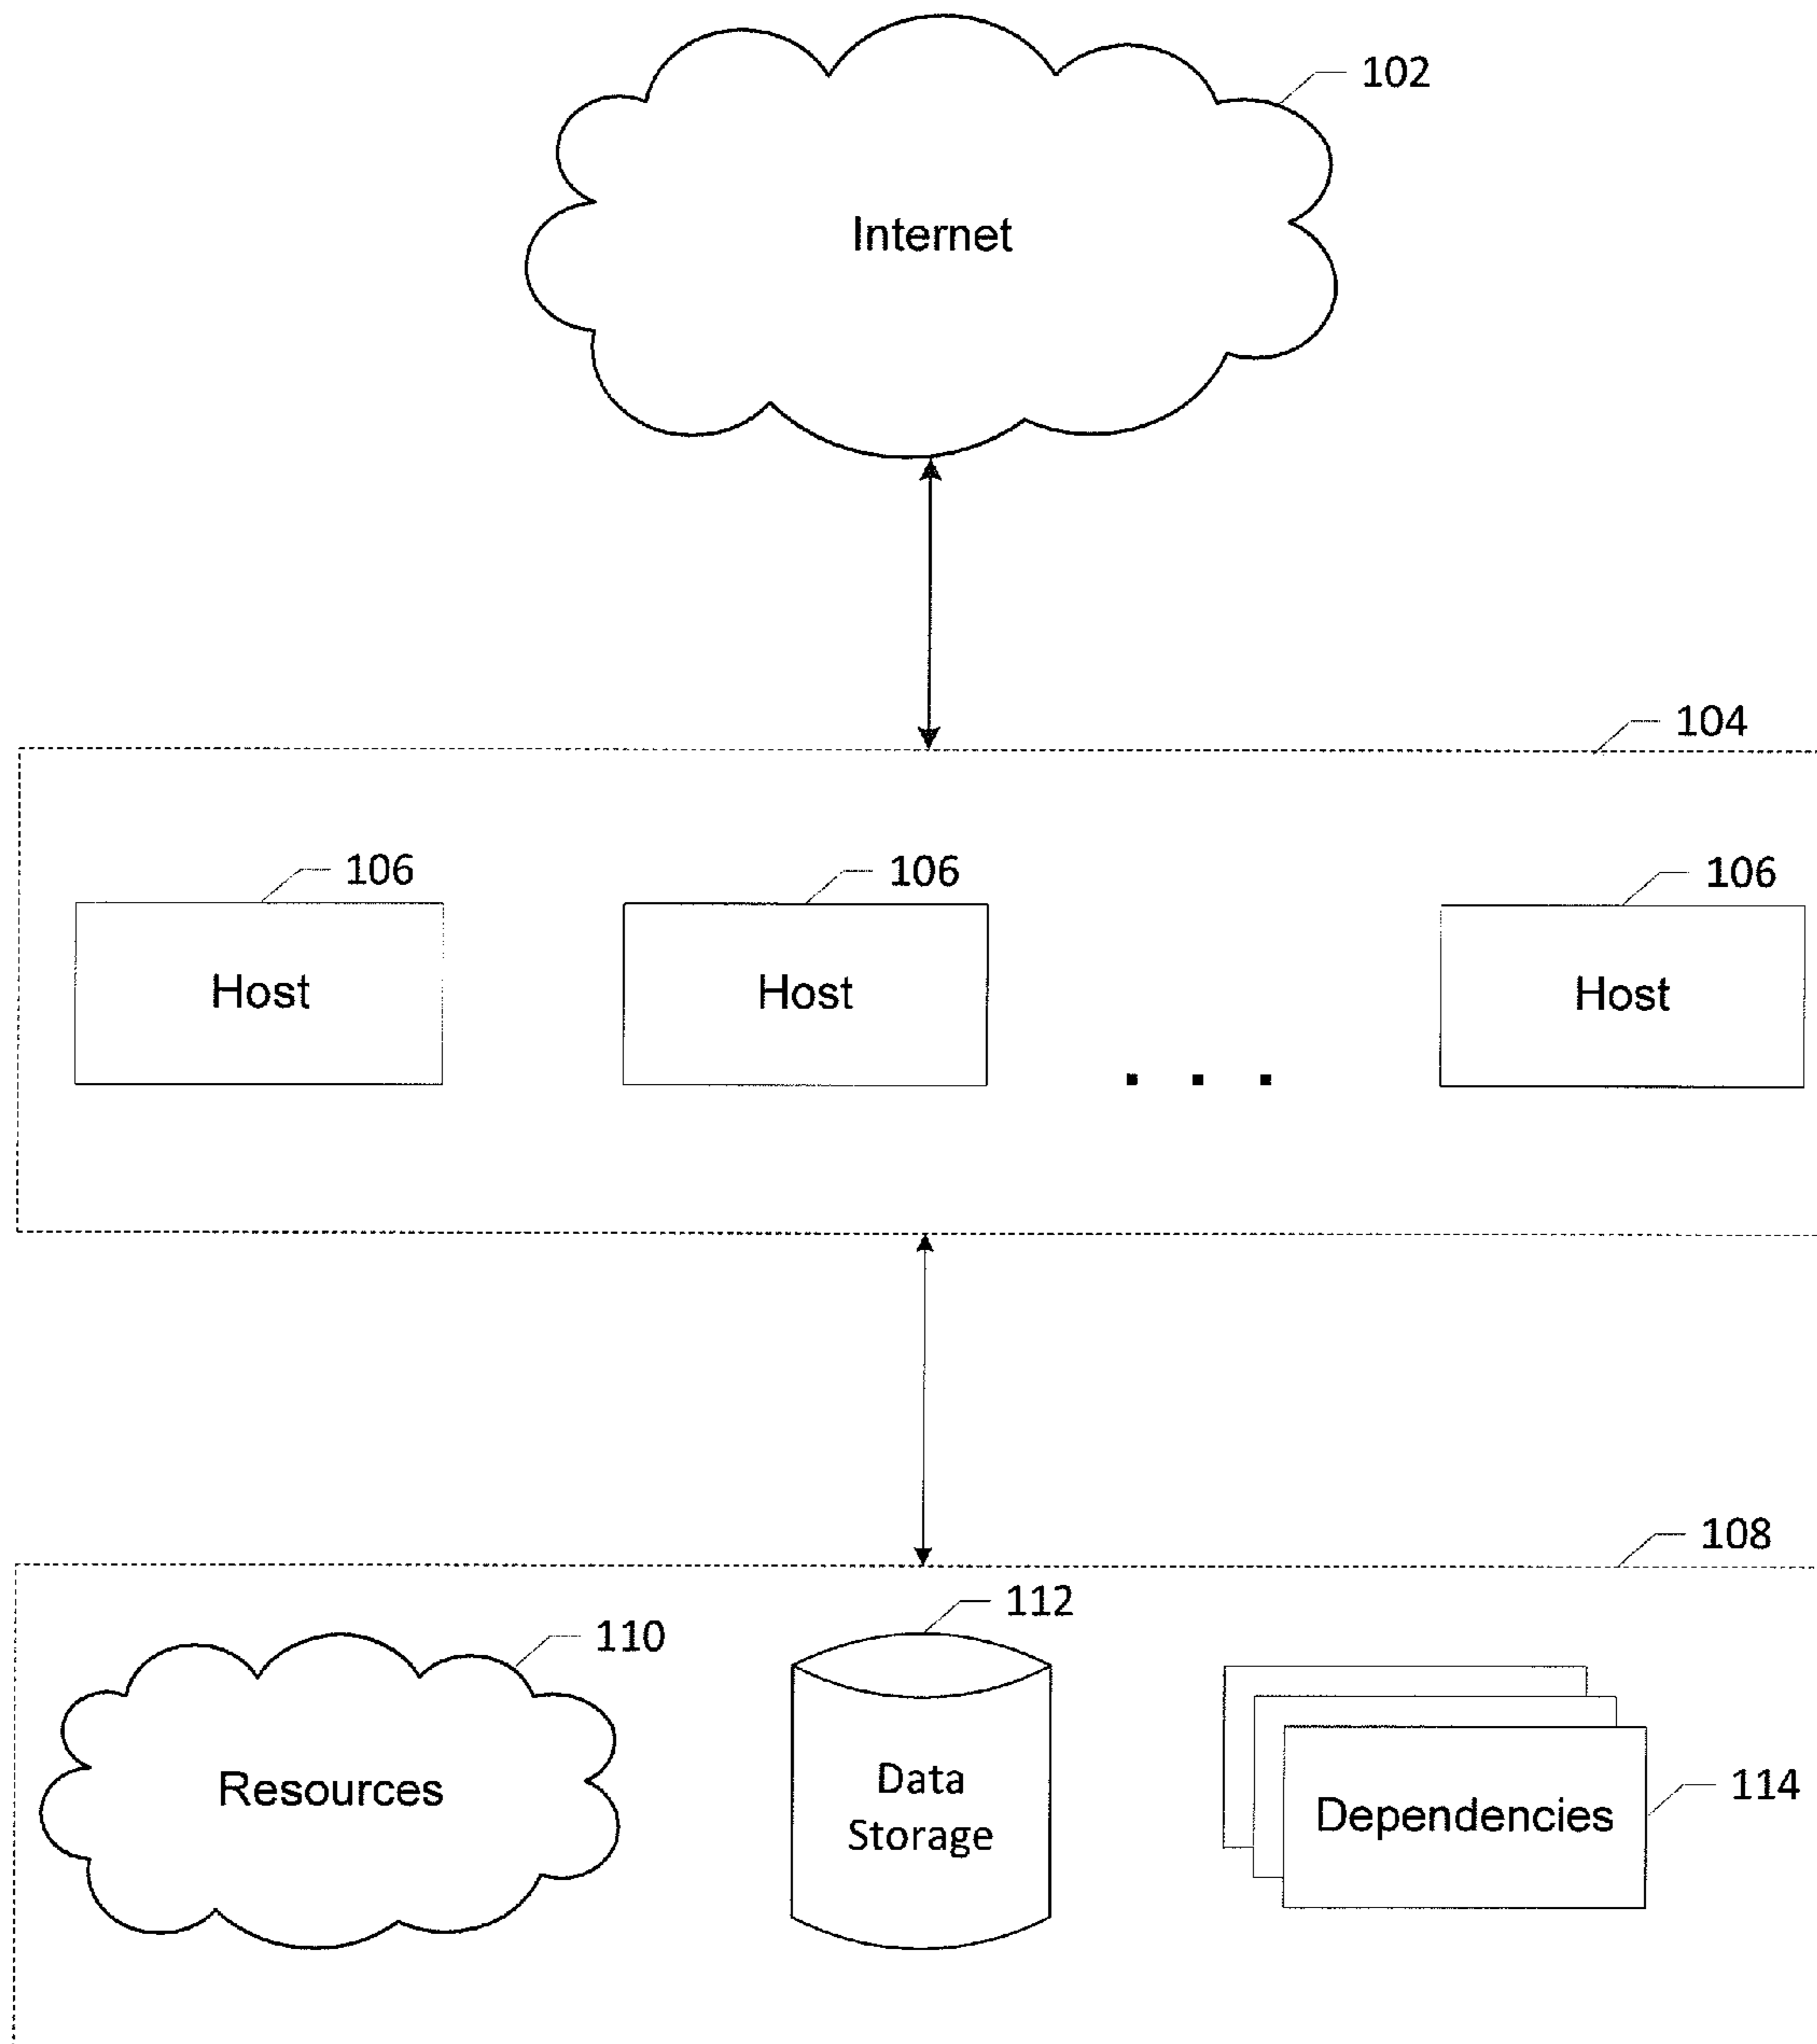 102
Internet
104
106
106
106
Host
Host
. . .
Host
108
110
112
Resources
Data
Storage
Dependencies
114